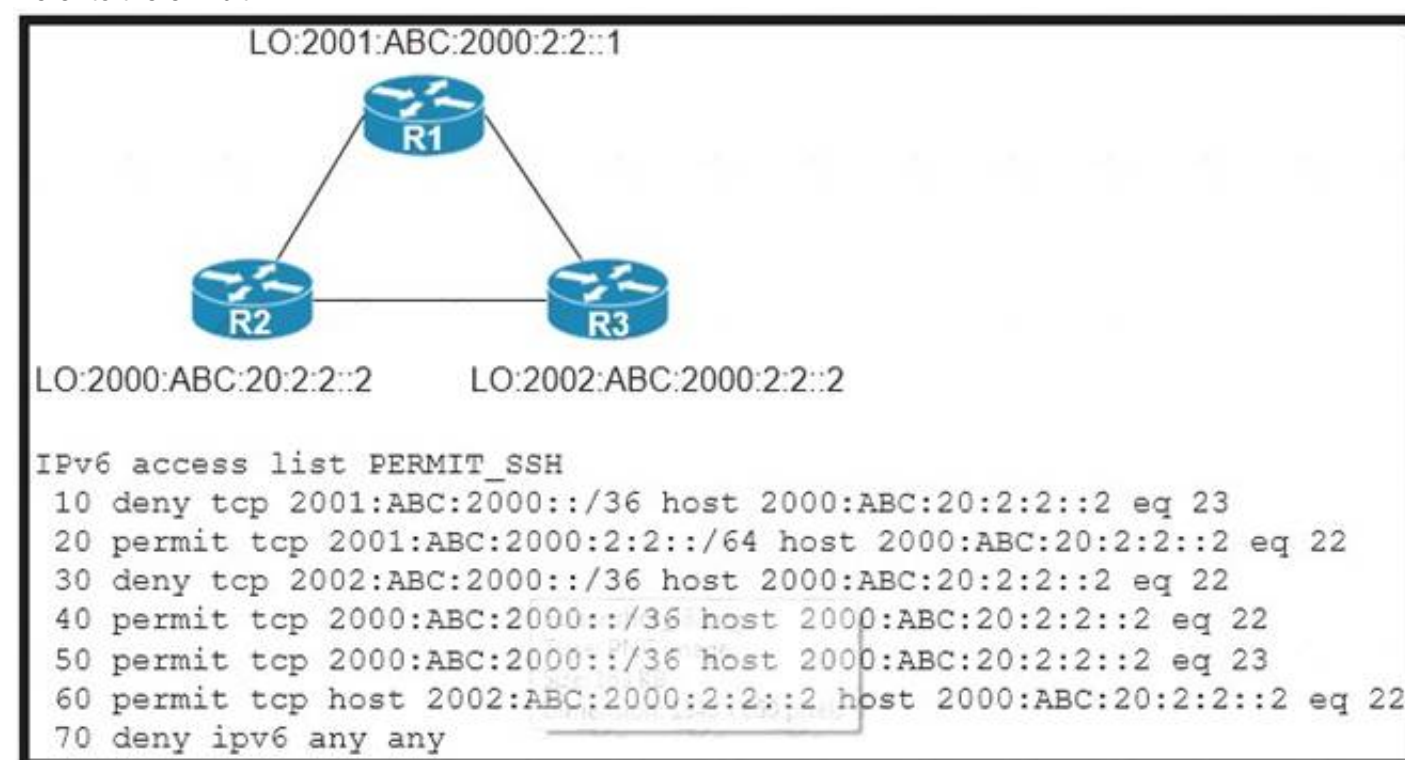 LO:2001:ABC:2000:2:2::1
R1
R2
R3
LO:2000:ABC:20:2:2::2
LO:2002:ABC:2000:2:2::2
IPv6 access list PERMIT_SSH
10 deny tcp 2001:ABC:2000::/36 host 2000:ABC:20:2:2::2 eq 23
20 permit tcp 2001:ABC:2000:2:2::/64 host 2000:ABC:20:2:2::2 eq 22
30 deny tcp 2002:ABC:2000::/36 host 2000:ABC:20:2:2::2 eq 22
40 permit tcp 2000:ABC:2000::/36 host 2000:ABC:20:2:2::2 eq 22
50 permit tcp 2000:ABC:2000::/36 host 2000:ABC:20:2:2::2 eq 23
60 permit tcp host 2002:ABC:2000:2:2::2 host 2000:ABC:20:2:2::2 eq 22
70 deny ipv6 any any